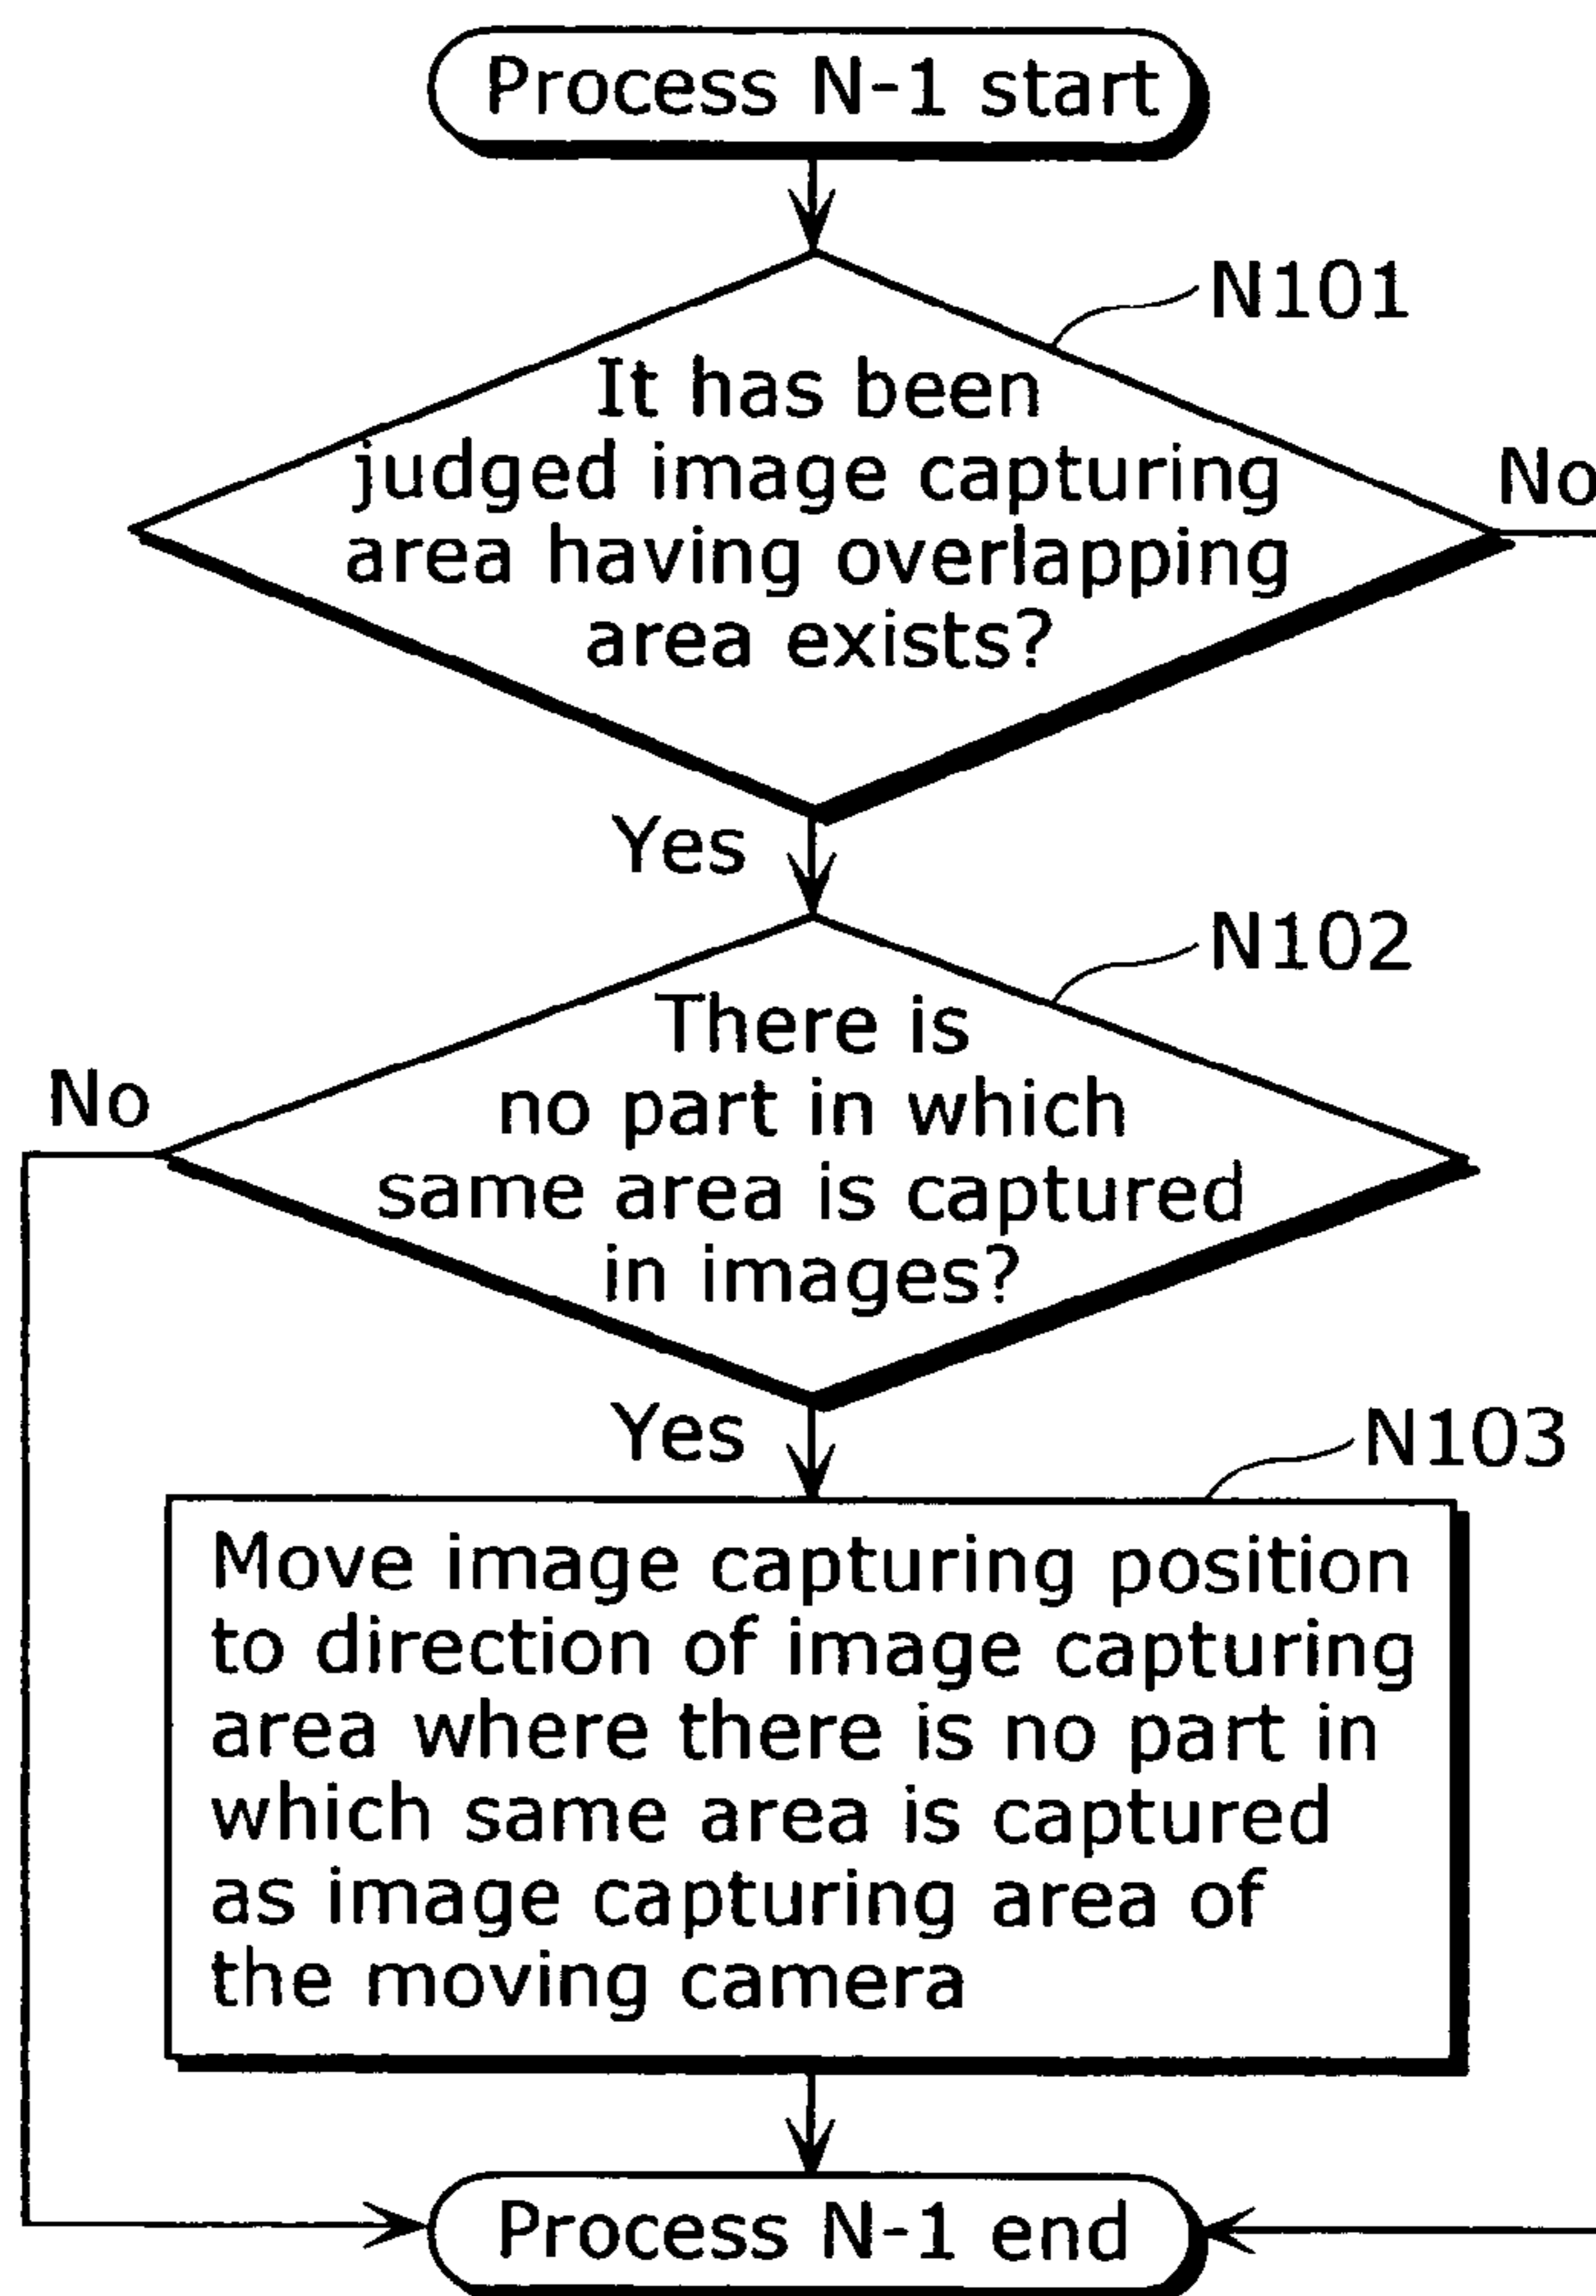 Process N-1 start
N101
It has been
judged image capturing
area having overlapping
area exists?
No
Yes
N102
There is
no part in which
same area is captured
in images?
No
Yes
N103
Move image capturing position
to direction of image capturing
area where there is no part in
which same area is captured
as image capturing area of
the moving camera
Process N-1 end